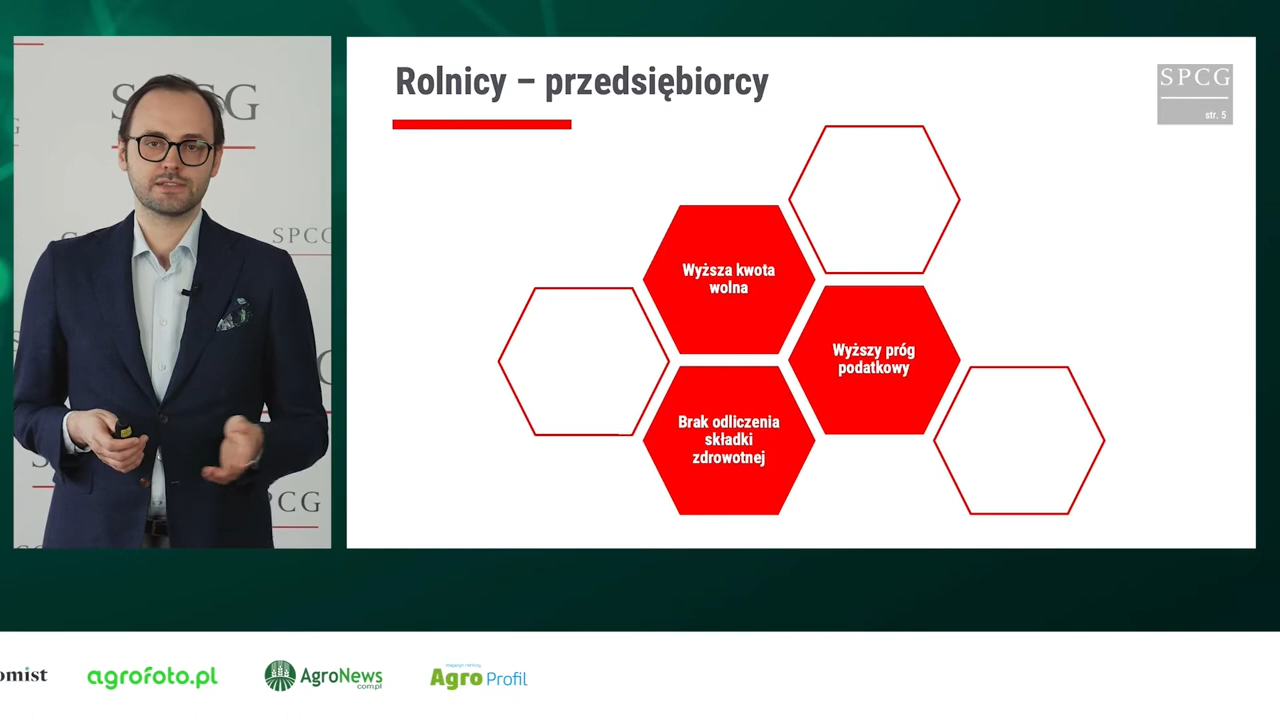 Rolnicy – przedsiębiorcy
SPCG
str. 5
Wyższa kwota
wolna
Wyższy próg
podatkowy
Brak odliczenia
składki
zdrowotnej
SPCG
SPCG
PCG
omist
agrofoto.pl
AgroNews
com.pl
Agro Profil